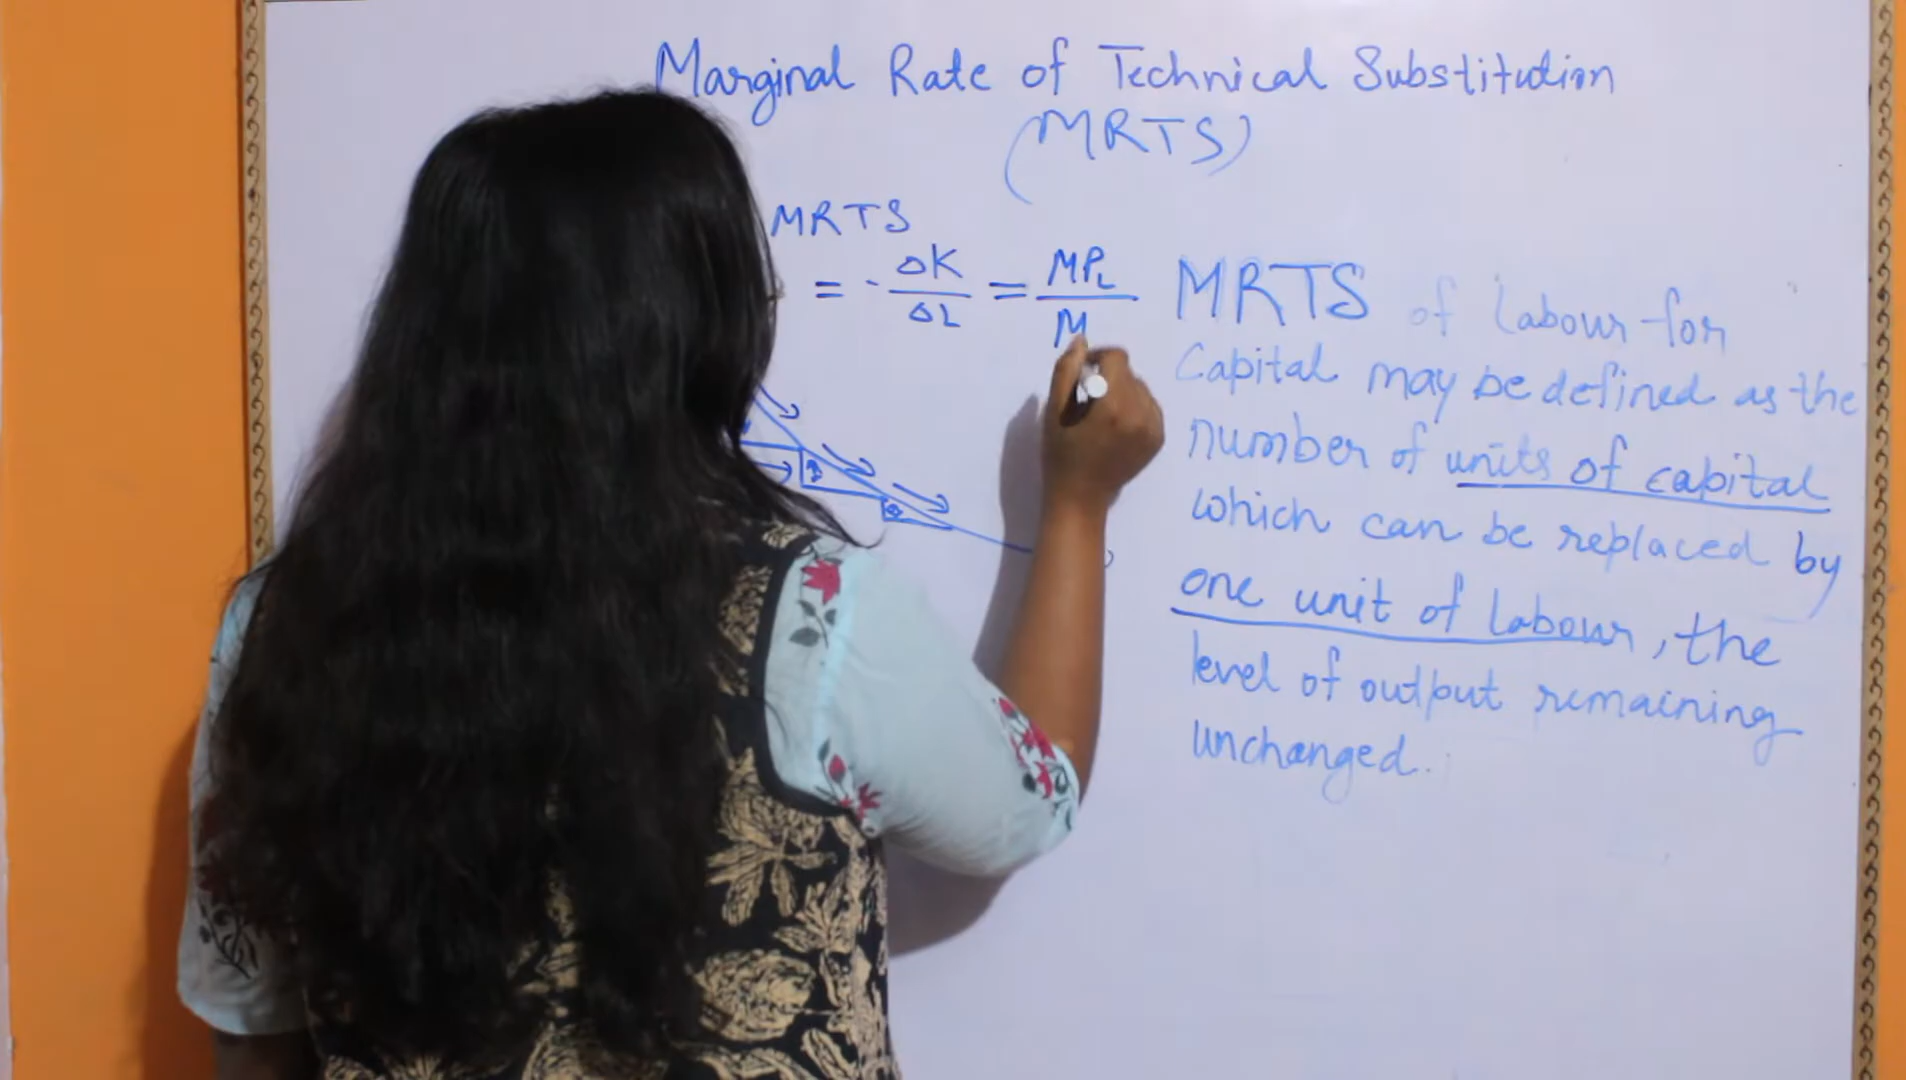 Marginal Rate of Technical Substitution
(MRTS)
MRTS
= - ΔK / ΔL = MPL / M
MRTS of Labour for
Capital may be defined as the
number of units of capital
which can be replaced by
one unit of labour, the
level of output remaining
unchanged.